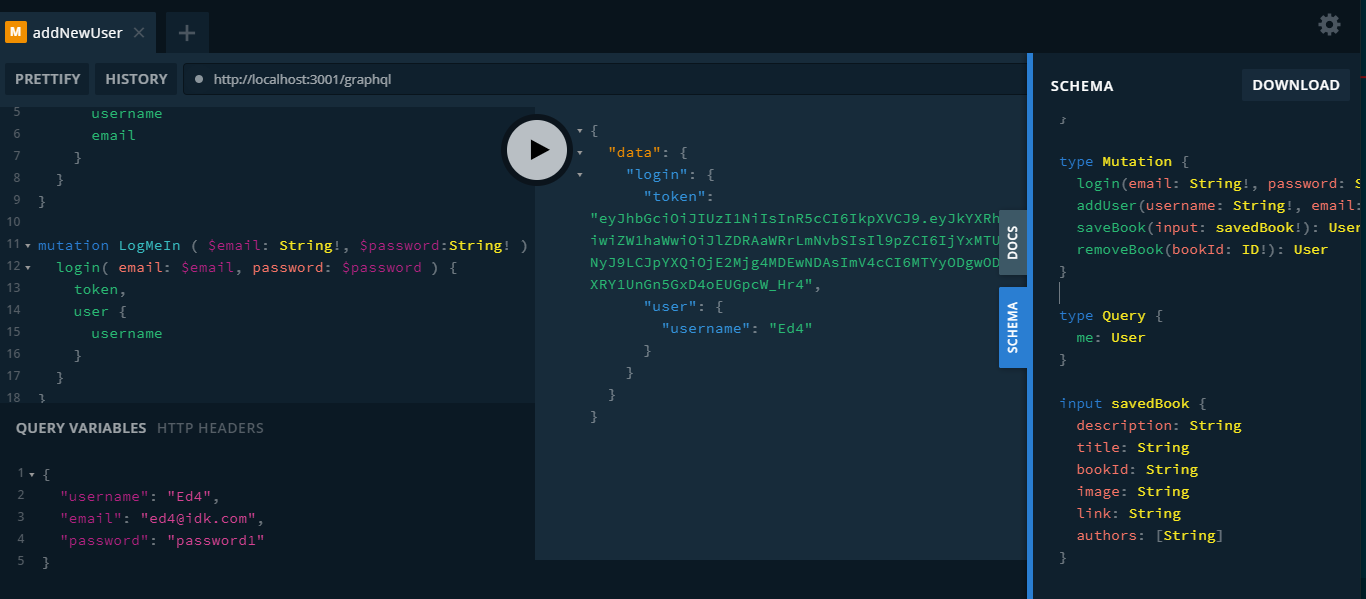 M addNewUser
PRETTIFY HISTORY http://localhost:3001/graphql
5 username
6 email
7 }
8 }
9 }
10
11 mutation LogMeIn ( $email: String!, $password:String! )
12 login( email: $email, password: $password ) {
13 token,
14 user {
15 username
16 }
17 }
18 }
QUERY VARIABLES HTTP HEADERS
1 {
2 "username": "Ed4",
3 "email": "ed4@idk.com",
4 "password": "password1"
5 }
{
"data": {
"login": {
"token":
"eyJhbGciOiJIUzI1NiIsInR5cCI6IkpXVCJ9.eyJkYXRh
iwiZW1haWwiOiJlZDRAaWRrLmNvbSIsIl9pZCI6IjYxMTU
NyJ9LCJpYXQiOjE2Mjg4MDEwNDAsImV4cCI6MTYyODgwOD
XRY1UnGn5GxD4oEUGpcW_Hr4",
"user": {
"username": "Ed4"
}
}
}
}
DOCS
SCHEMA
SCHEMA DOWNLOAD
}
type Mutation {
login(email: String!, password: S
addUser(username: String!, email:
saveBook(input: savedBook!): User
removeBook(bookId: ID!): User
}
type Query {
me: User
}
input savedBook {
description: String
title: String
bookId: String
image: String
link: String
authors: [String]
}